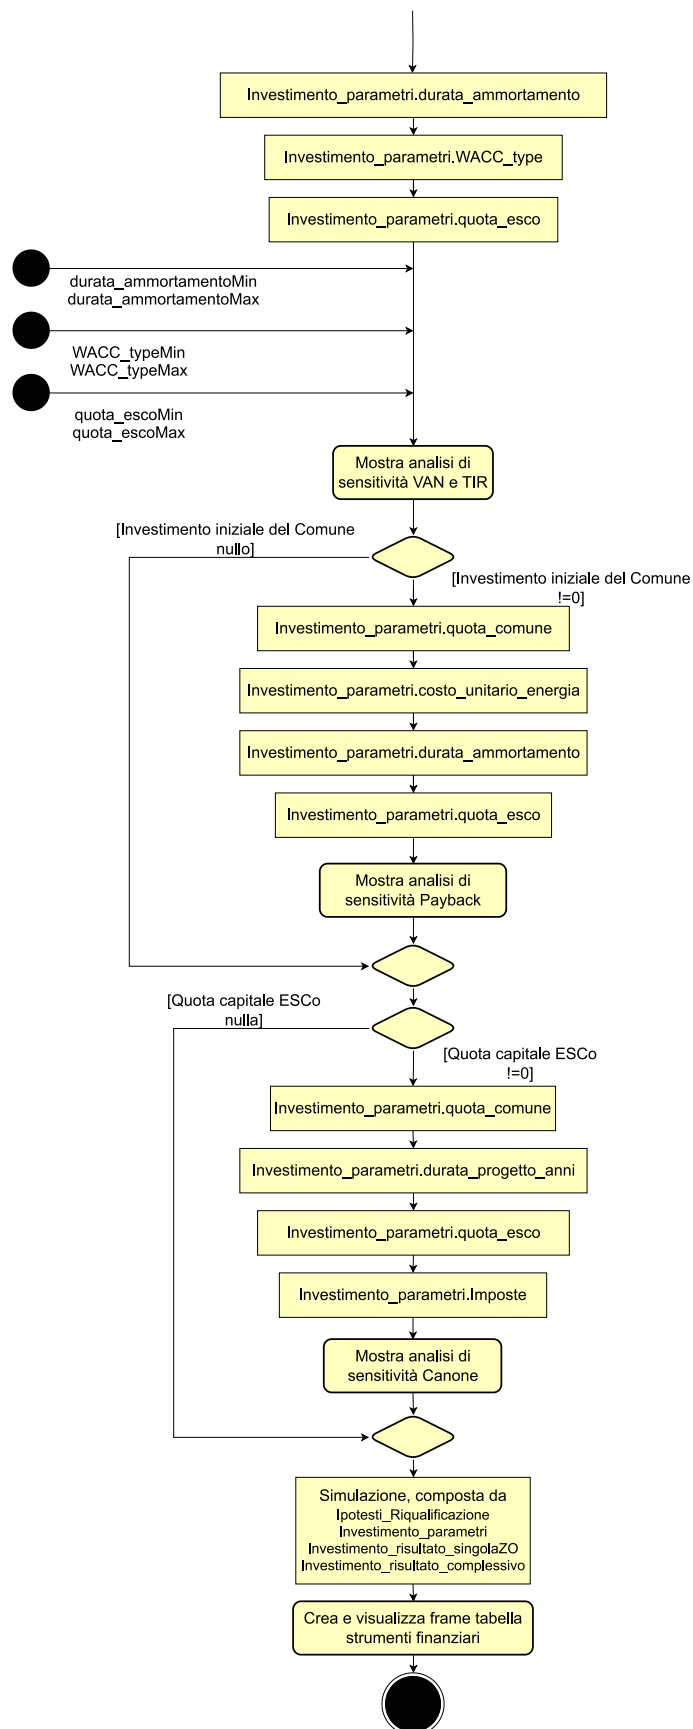 Investimento_parametri.durata_ammortamento
Investimento_parametri.WACC_type
Investimento_parametri.quota_esco
durata_ammortamentoMin
durata_ammortamentoMax
WACC_typeMin
WACC_typeMax
quota_escoMin
quota_escoMax
Mostra analisi di
sensitività VAN e TIR
[Investimento iniziale del Comune
nullo]
[Investimento iniziale del Comune
!=0]
Investimento_parametri.quota_comune
Investimento_parametri.costo_unitario_energia
Investimento_parametri.durata_ammortamento
Investimento_parametri.quota_esco
Mostra analisi di
sensitività Payback
[Quota capitale ESCo
nulla]
[Quota capitale ESCo
!=0]
Investimento_parametri.quota_comune
Investimento_parametri.durata_progetto_anni
Investimento_parametri.quota_esco
Investimento_parametri.Imposte
Mostra analisi di
sensitività Canone
Simulazione, composta da
Ipotesi_Riqualificazione
Investimento_parametri
Investimento_risultato_singolaZO
Investimento_risultato_complessivo
Crea e visualizza frame tabella
strumenti finanziari